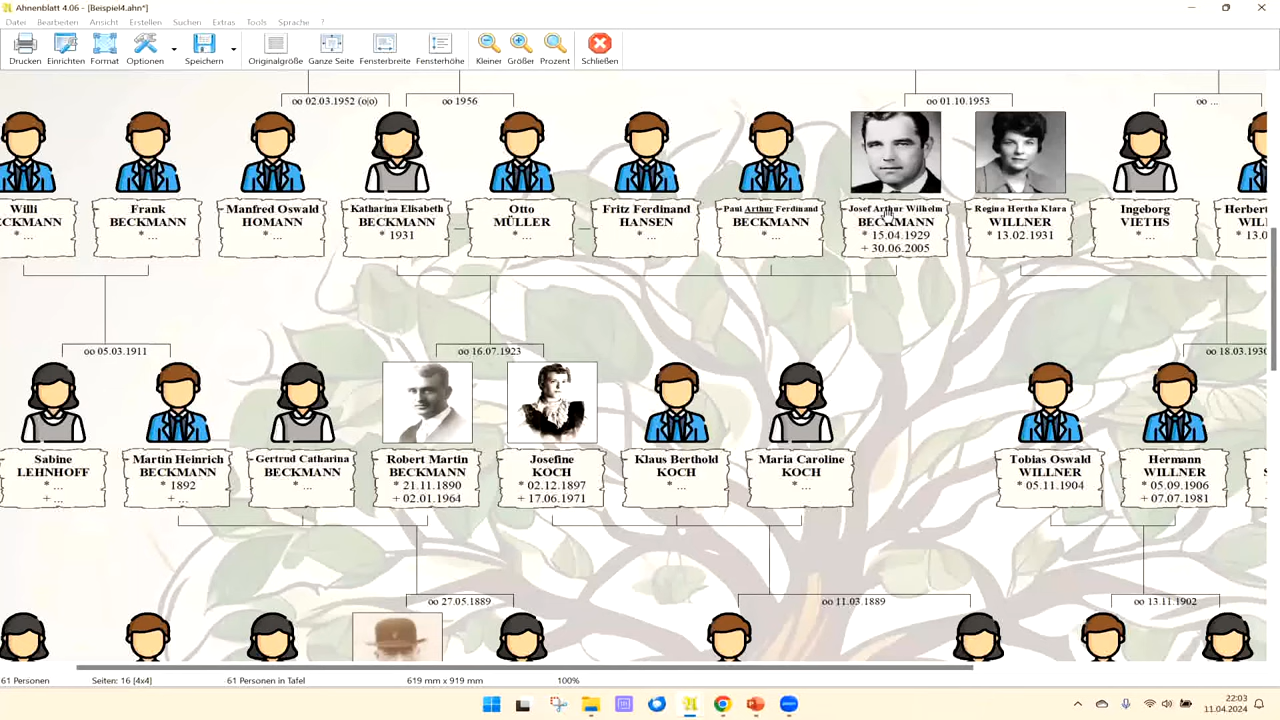 Ahnenblatt 4.06 - [Beispiel4.ahn*]
Datei Bearbeiten Ansicht Erstellen Suchen Extras Tools Sprache ?
Drucken Einrichten Format Optionen Speichern Originalgröße Ganze Seite Fensterbreite Fensterhöhe Kleiner Größer Prozent Schließen
oo 02.03.1952 (o|o) oo 1956 oo 01.10.1953 oo ...
Willi
ECKMANN
* ...
Frank
BECKMANN
* ...
Manfred Oswald
HOMANN
* ...
Katharina Elisabeth
BECKMANN
* 1931
Otto
MÜLLER
* ...
Fritz Ferdinand
HANSEN
* ...
Paul Arthur Ferdinand
BECKMANN
* ...
Josef Arthur Wilhelm
BECKMANN
* 15.04.1929
+ 30.06.2005
Regina Hertha Klara
WILLNER
* 13.02.1931
Ingeborg
VIETHS
* ...
Herbert
WIL
* 13.0
oo 05.03.1911 oo 16.07.1923 oo 18.03.1930
Sabine
LEHNHOFF
* ...
+ ...
Martin Heinrich
BECKMANN
* 1892
+ ...
Gertrud Catharina
BECKMANN
* ...
Robert Martin
BECKMANN
* 21.11.1890
+ 02.01.1964
Josefine
KOCH
* 02.12.1897
+ 17.06.1971
Klaus Berthold
KOCH
* ...
Maria Caroline
KOCH
* ...
Tobias Oswald
WILLNER
* 05.11.1904
Hermann
WILLNER
* 05.09.1906
+ 07.07.1981
oo 27.05.1889 oo 11.03.1889 oo 13.11.1902
61 Personen Seiten: 16 [4x4] 61 Personen in Tafel 619 mm x 919 mm 100%
22:03
11.04.2024